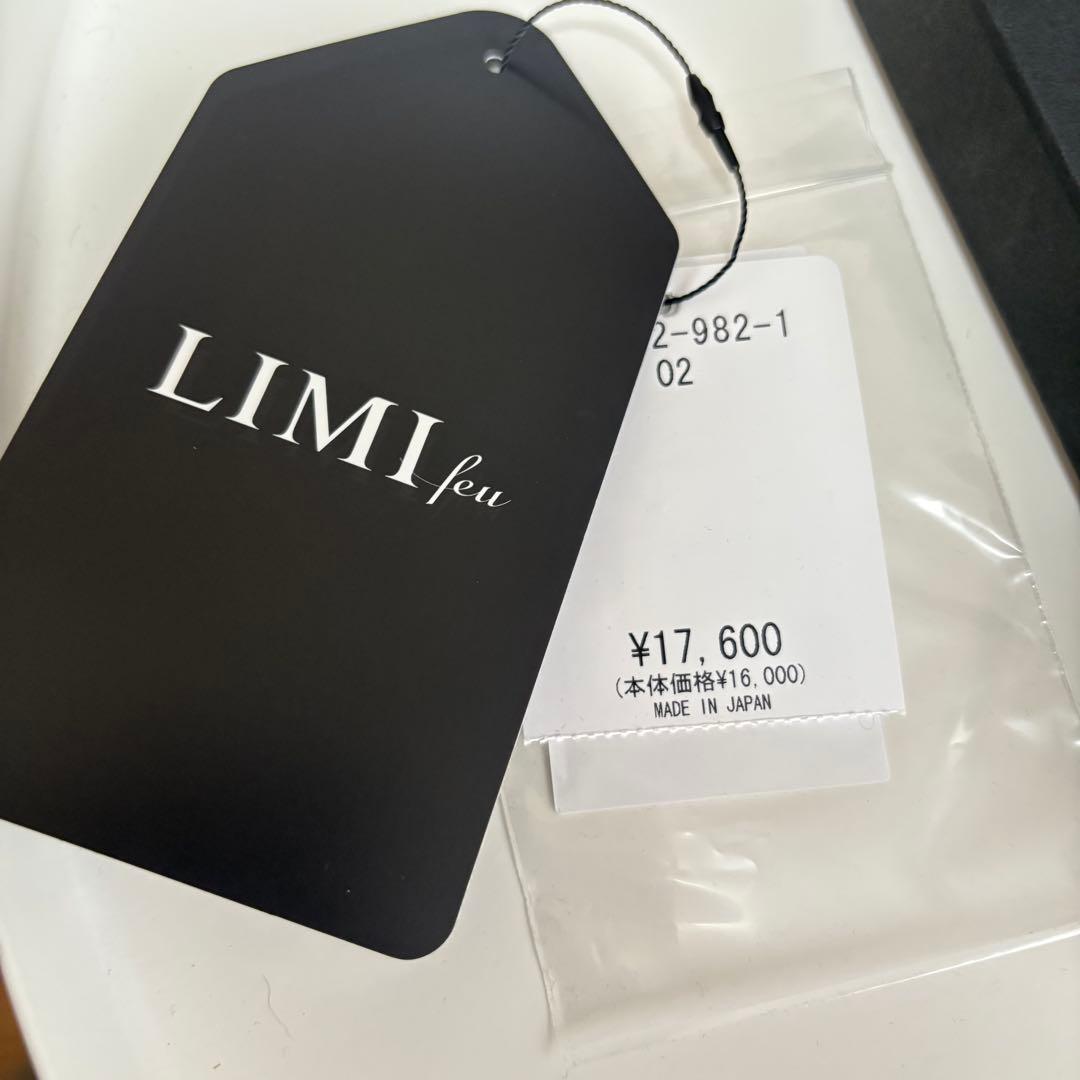 LIMI feu
2-982-1
02
¥17,600
(本体価格¥16,000)
MADE IN JAPAN